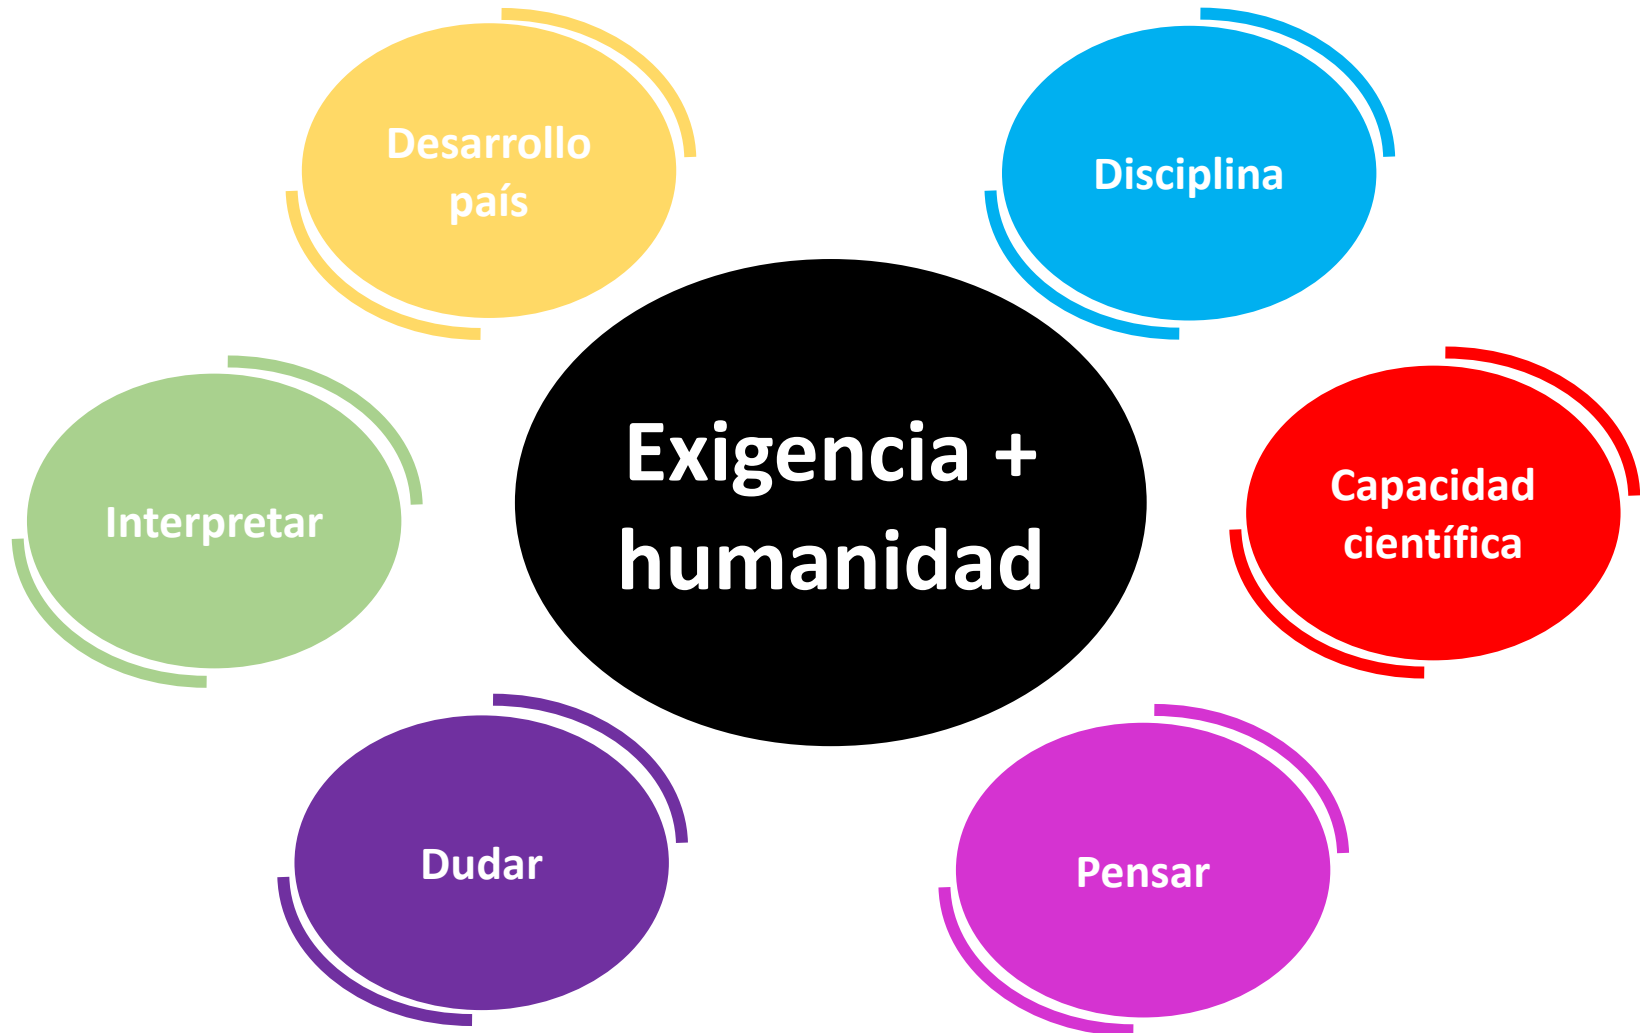 Desarrollo
país
Disciplina
Exigencia +
humanidad
Capacidad
científica
Interpretar
Dudar
Pensar